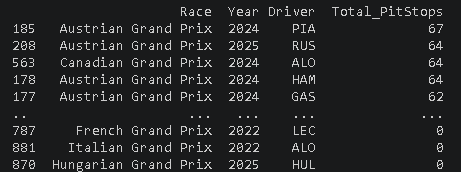 Race Year Driver Total_PitStops
185 Austrian Grand Prix 2024 PIA 67
208 Austrian Grand Prix 2025 RUS 64
563 Canadian Grand Prix 2024 ALO 64
178 Austrian Grand Prix 2024 HAM 64
177 Austrian Grand Prix 2024 GAS 62
.. ... ... ... ...
787 French Grand Prix 2022 LEC 0
881 Italian Grand Prix 2022 ALO 0
870 Hungarian Grand Prix 2025 HUL 0